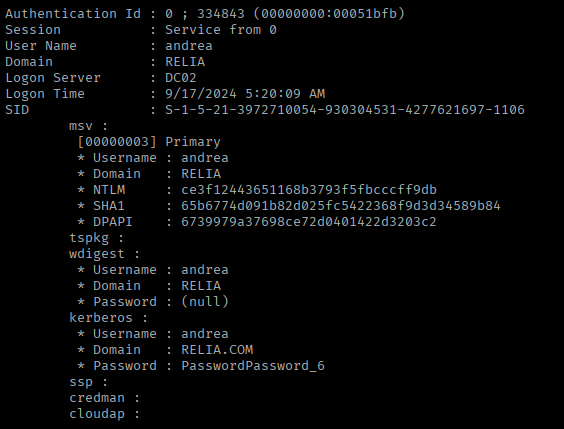 Authentication Id : 0 ; 334843 (00000000:00051bfb)
Session           : Service from 0
User Name         : andrea
Domain            : RELIA
Logon Server      : DC02
Logon Time        : 9/17/2024 5:20:09 AM
SID               : S-1-5-21-3972710054-930304531-4277621697-1106
        msv :
         [00000003] Primary
         * Username : andrea
         * Domain   : RELIA
         * NTLM     : ce3f12443651168b3793f5fbcccff9db
         * SHA1     : 65b6774d091b82d025fc5422368f9d3d34589b84
         * DPAPI    : 6739979a37698ce72d0401422d3203c2
        tspkg :
        wdigest :
         * Username : andrea
         * Domain   : RELIA
         * Password : (null)
        kerberos :
         * Username : andrea
         * Domain   : RELIA.COM
         * Password : PasswordPassword_6
        ssp :
        credman :
        cloudap :